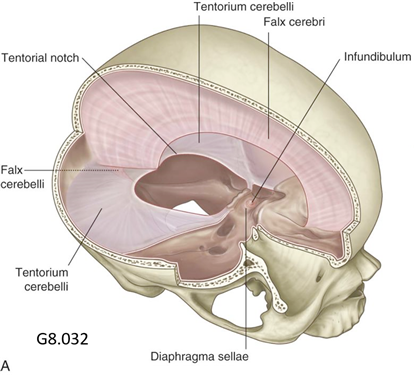 Tentorium cerebelli
Falx cerebri
Tentorial notch
Infundibulum
Falx
cerebelli
Tentorium
cerebelli
G8.032
Diaphragma sellae
A